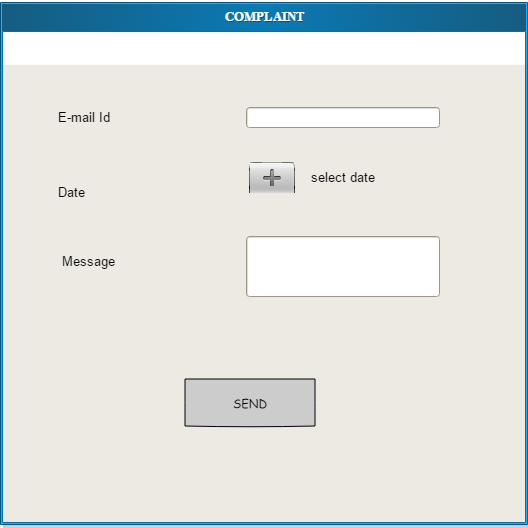 COMPLAINT
E-mail Id
select date
Date
Message
SEND